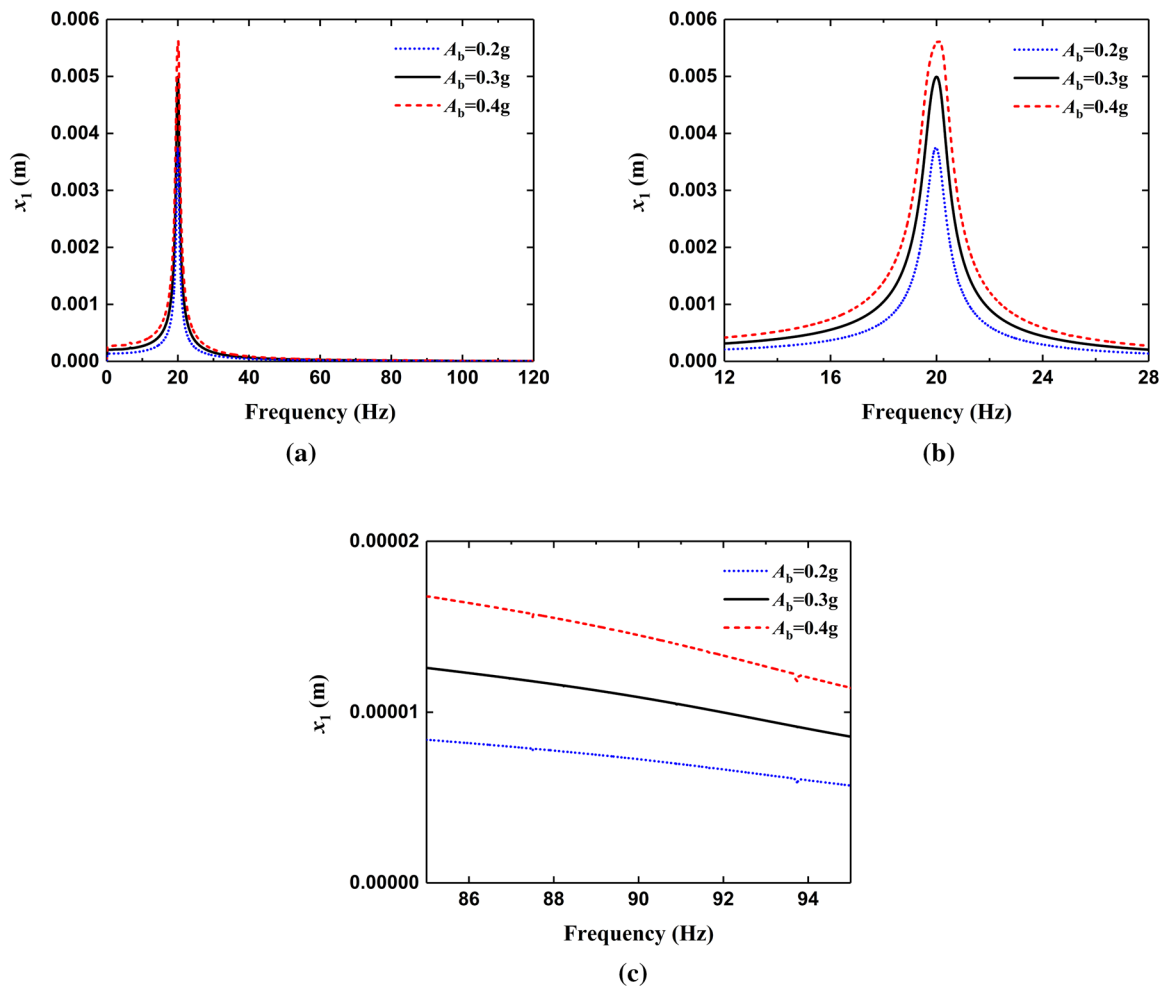 0.006
0.005
0.004
0.003
0.002
0.001
0.000
x1 (m)
Ab=0.2g
Ab=0.3g
Ab=0.4g
0 20 40 60 80 100 120
Frequency (Hz)
(a)
0.006
0.005
0.004
0.003
0.002
0.001
0.000
x1 (m)
Ab=0.2g
Ab=0.3g
Ab=0.4g
12 16 20 24 28
Frequency (Hz)
(b)
0.00002
0.00001
0.00000
x1 (m)
Ab=0.2g
Ab=0.3g
Ab=0.4g
86 88 90 92 94
Frequency (Hz)
(c)